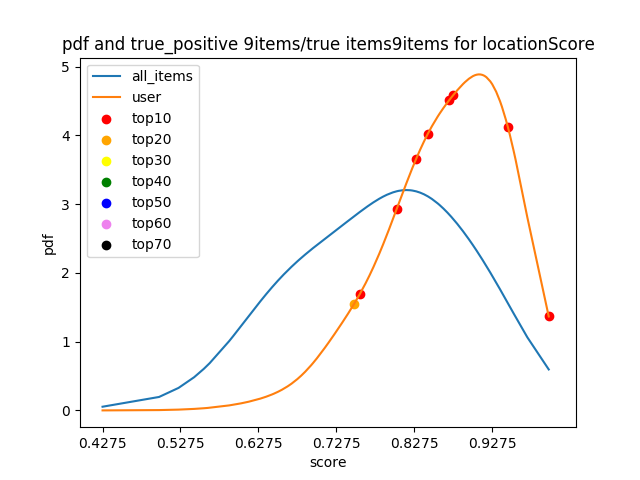 pdf and true_positive 9items/true items9items for locationScore
all_items
user
top10
top20
top30
top40
top50
top60
top70
pdf
5
4
3
2
1
0
0.4275 0.5275 0.6275 0.7275 0.8275 0.9275
score